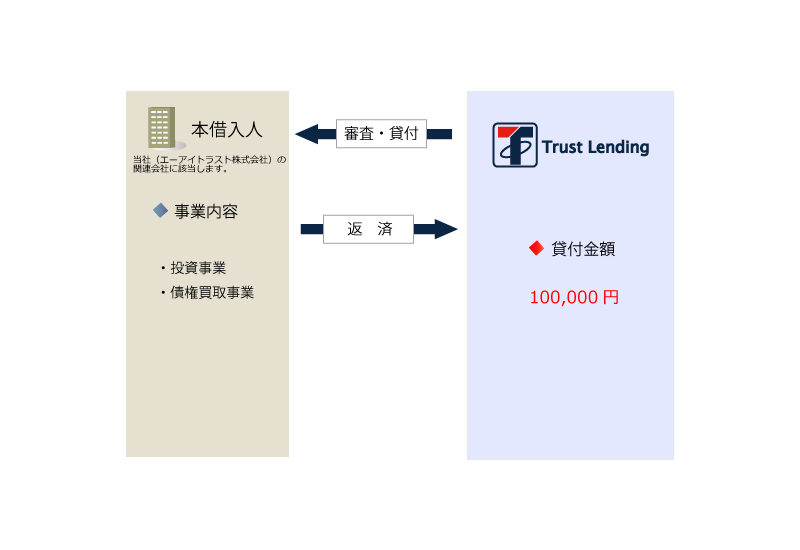 本借入人
当社（エーアイトラスト株式会社）の
関連会社に該当します。
事業内容
・投資事業
・債権買取事業
審査・貸付
返　済
Trust Lending
貸付金額
100,000 円